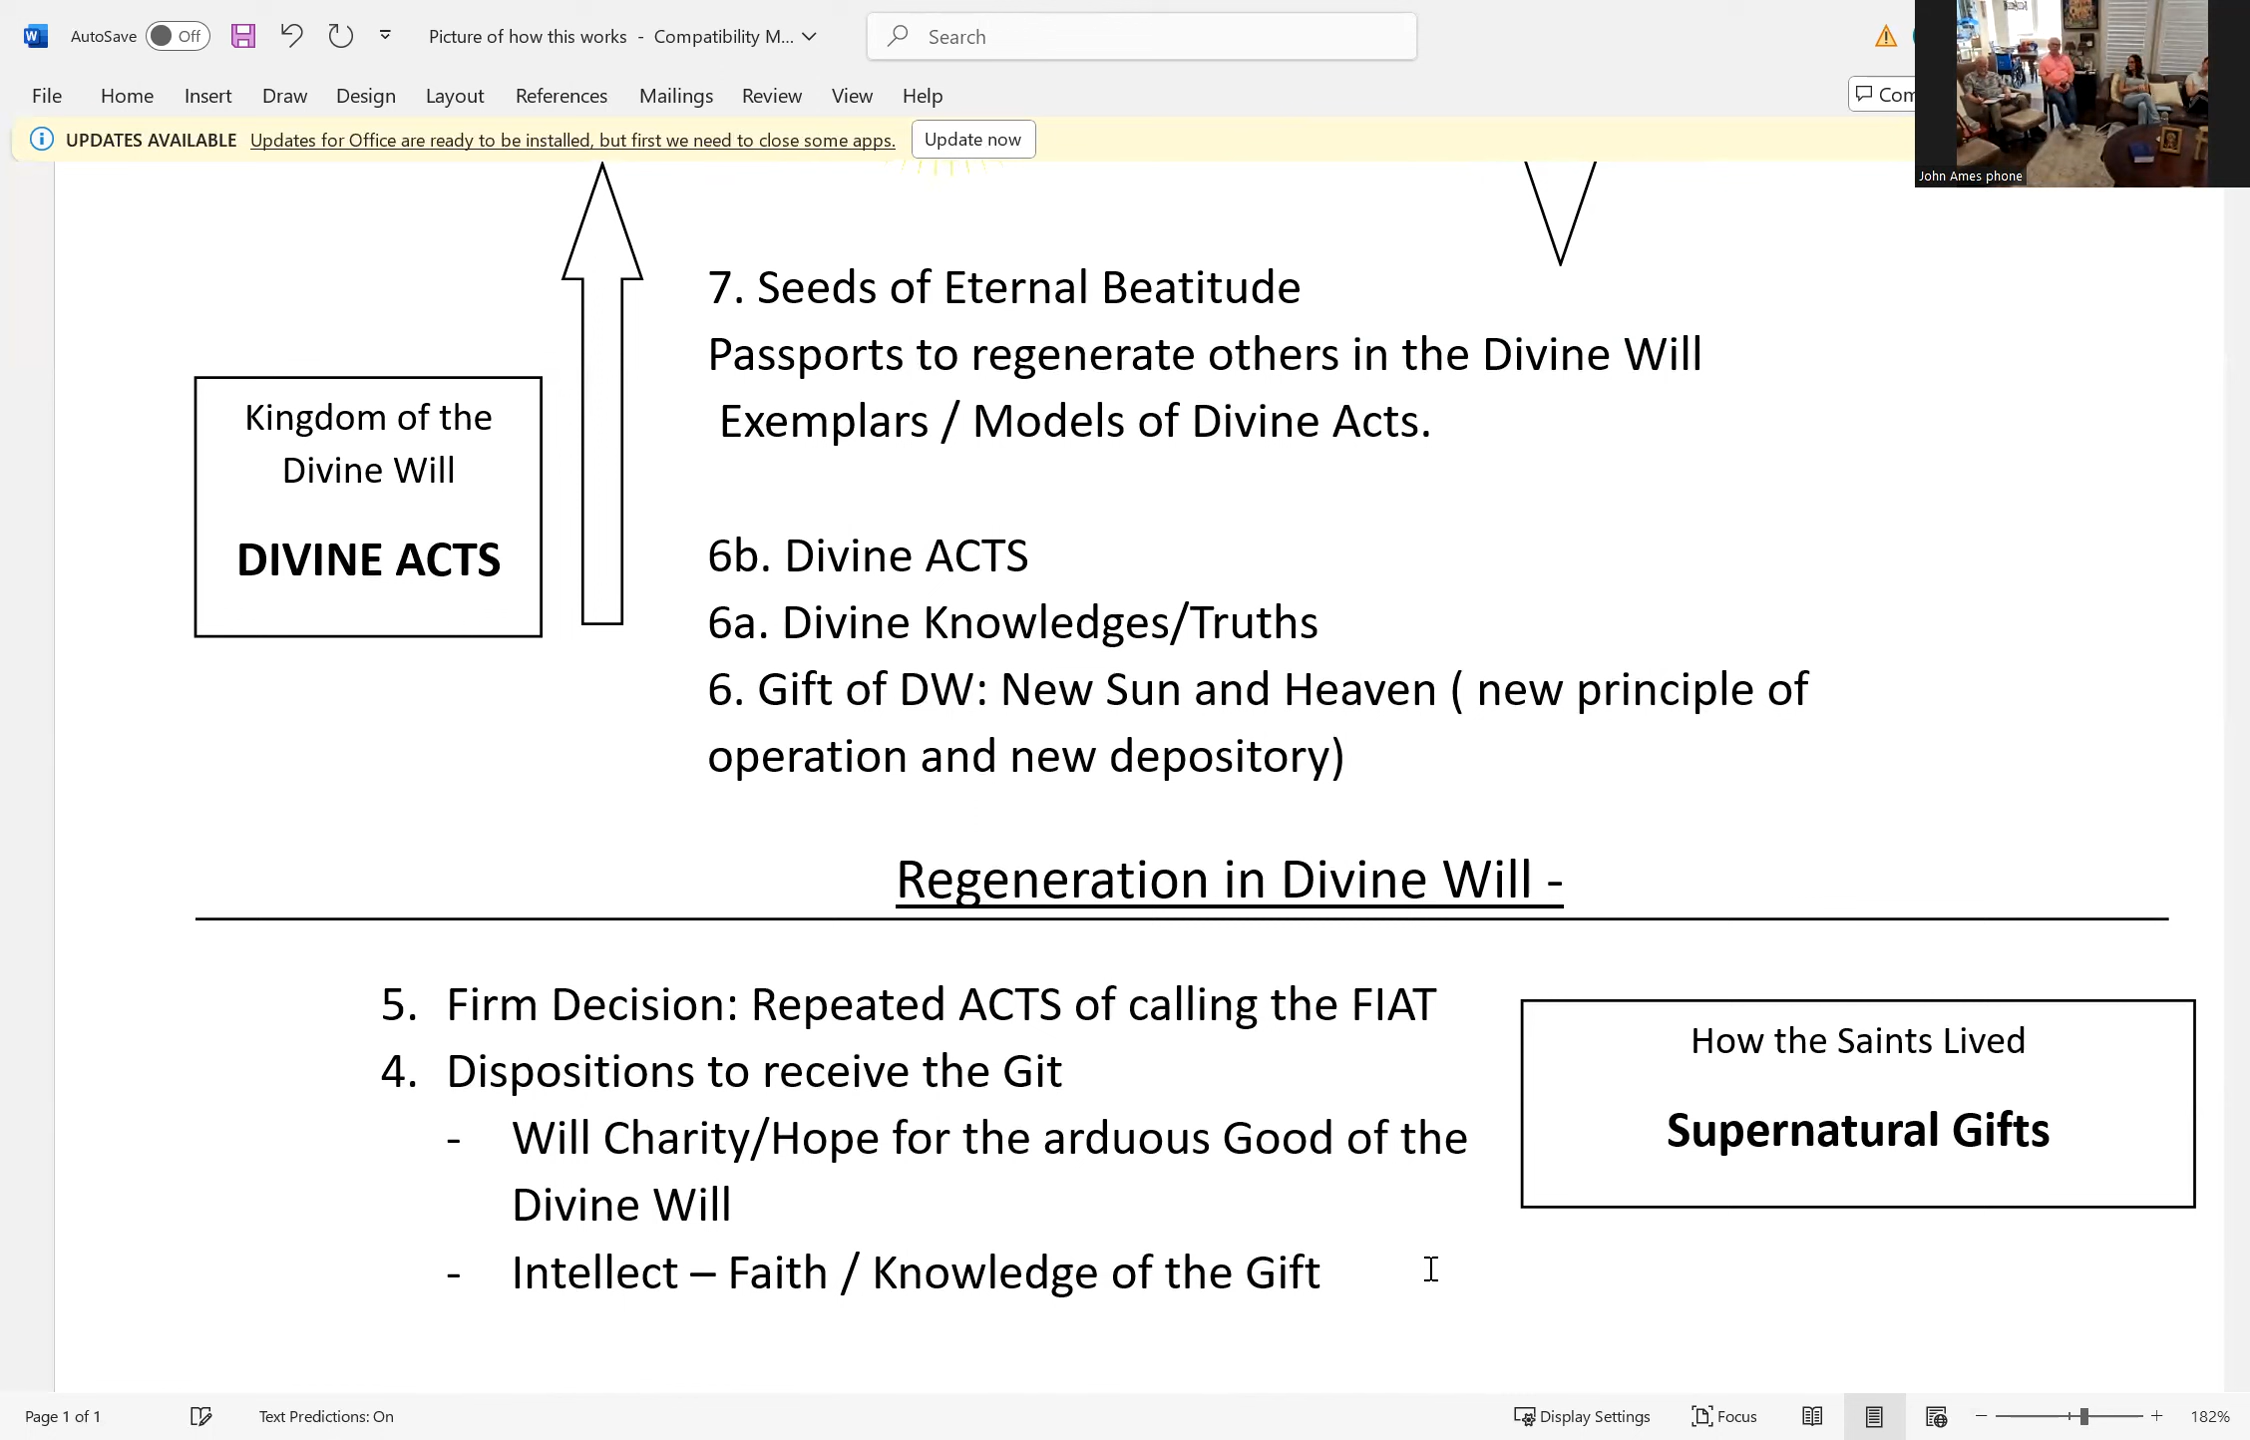 AutoSave Off Picture of how this works - Compatibility M... Search
File Home Insert Draw Design Layout References Mailings Review View Help Com
UPDATES AVAILABLE Updates for Office are ready to be installed, but first we need to close some apps. Update now
John Ames phone
7. Seeds of Eternal Beatitude
Passports to regenerate others in the Divine Will
Exemplars / Models of Divine Acts.
Kingdom of the
Divine Will
DIVINE ACTS
6b. Divine ACTS
6a. Divine Knowledges/Truths
6. Gift of DW: New Sun and Heaven ( new principle of
operation and new depository)
Regeneration in Divine Will -
5. Firm Decision: Repeated ACTS of calling the FIAT
4. Dispositions to receive the Git
- Will Charity/Hope for the arduous Good of the
Divine Will
- Intellect – Faith / Knowledge of the Gift
How the Saints Lived
Supernatural Gifts
Page 1 of 1 Text Predictions: On Display Settings Focus 182%